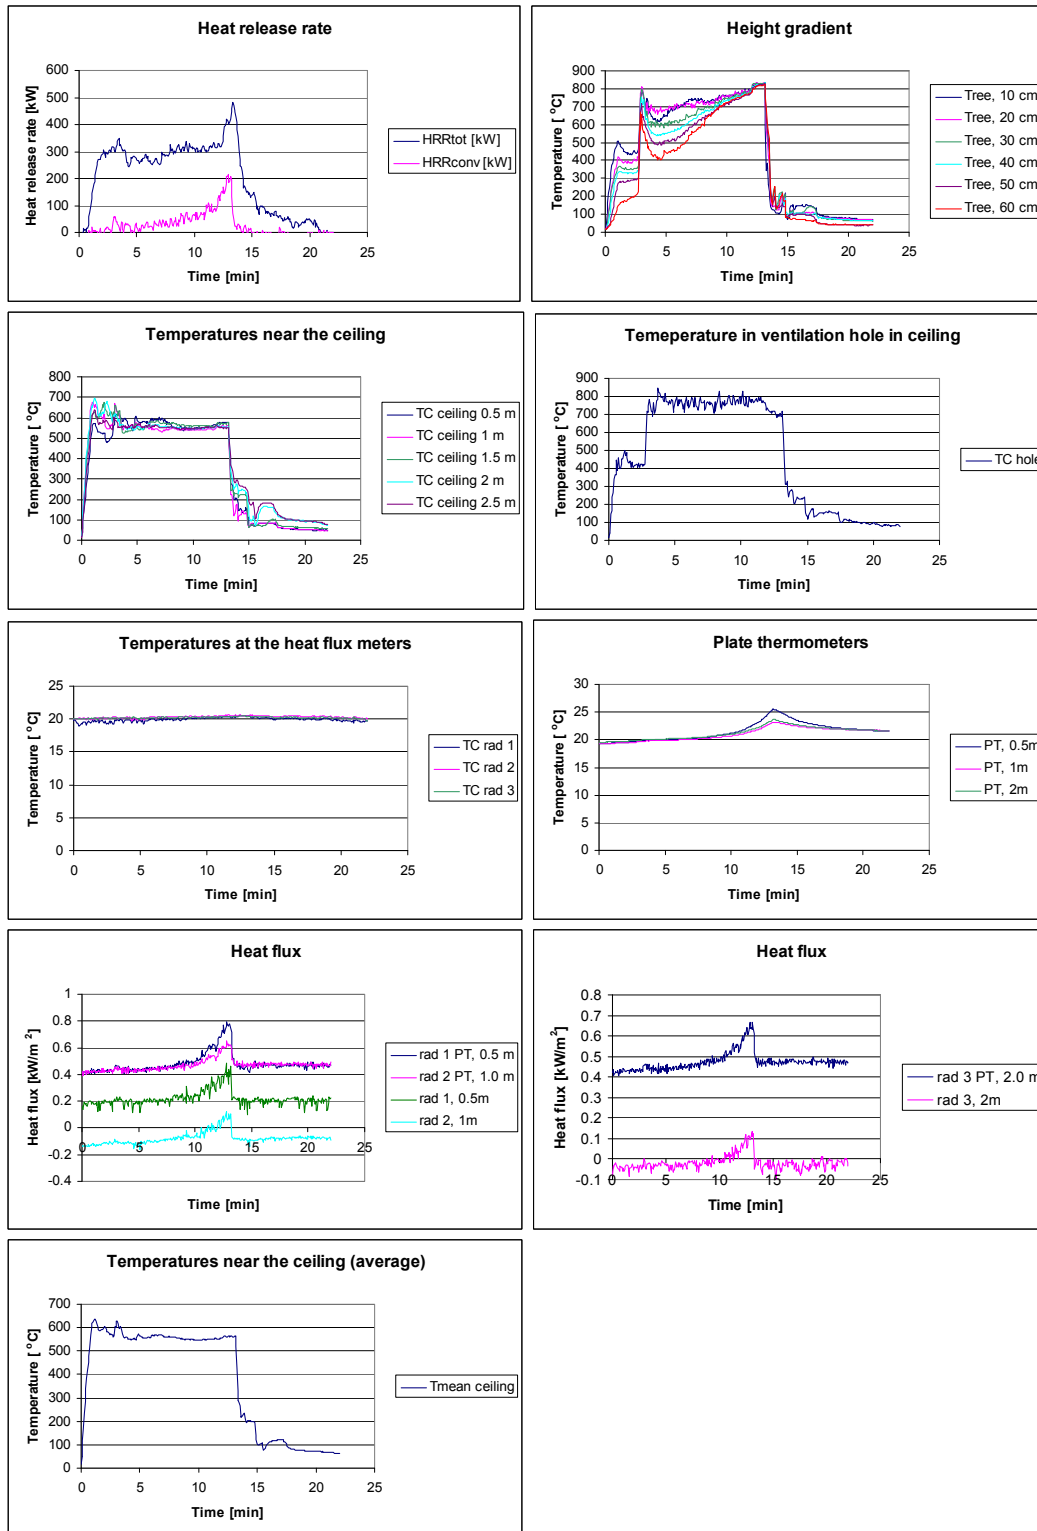 Heat release rate
600
500
400
300
200
100
0
Heat release rate [kW]
0 5 10 15 20 25
Time [min]
HRRtot [kW]
HRRconv [kW]
Height gradient
900
800
700
600
500
400
300
200
100
0
Temperature [ °C]
0 5 10 15 20 25
Time [min]
Tree, 10 cm
Tree, 20 cm
Tree, 30 cm
Tree, 40 cm
Tree, 50 cm
Tree, 60 cm
Temperatures near the ceiling
800
700
600
500
400
300
200
100
0
Temperature [ °C]
0 5 10 15 20 25
Time [min]
TC ceiling 0.5 m
TC ceiling 1 m
TC ceiling 1.5 m
TC ceiling 2 m
TC ceiling 2.5 m
Temeperature in ventilation hole in ceiling
900
800
700
600
500
400
300
200
100
0
Temperature [ °C]
0 5 10 15 20 25
Time [min]
TC hole
Temperatures at the heat flux meters
25
20
15
10
5
0
Temperature [ °C]
0 5 10 15 20 25
Time [min]
TC rad 1
TC rad 2
TC rad 3
Plate thermometers
30
25
20
15
10
5
0
Temperature [ °C]
0 5 10 15 20 25
Time [min]
PT, 0.5m
PT, 1m
PT, 2m
Heat flux
1
0.8
0.6
0.4
0.2
0
-0.2
-0.4
Heat flux [kW/m²]
0 5 10 15 20 25
Time [min]
rad 1 PT, 0.5 m
rad 2 PT, 1.0 m
rad 1, 0.5m
rad 2, 1m
Heat flux
0.8
0.7
0.6
0.5
0.4
0.3
0.2
0.1
0
-0.1
Heat flux [kW/m²]
0 5 10 15 20 25
Time [min]
rad 3 PT, 2.0 m
rad 3, 2m
Temperatures near the ceiling (average)
700
600
500
400
300
200
100
0
Temperature [ °C]
0 5 10 15 20 25
Time [min]
Tmean ceiling